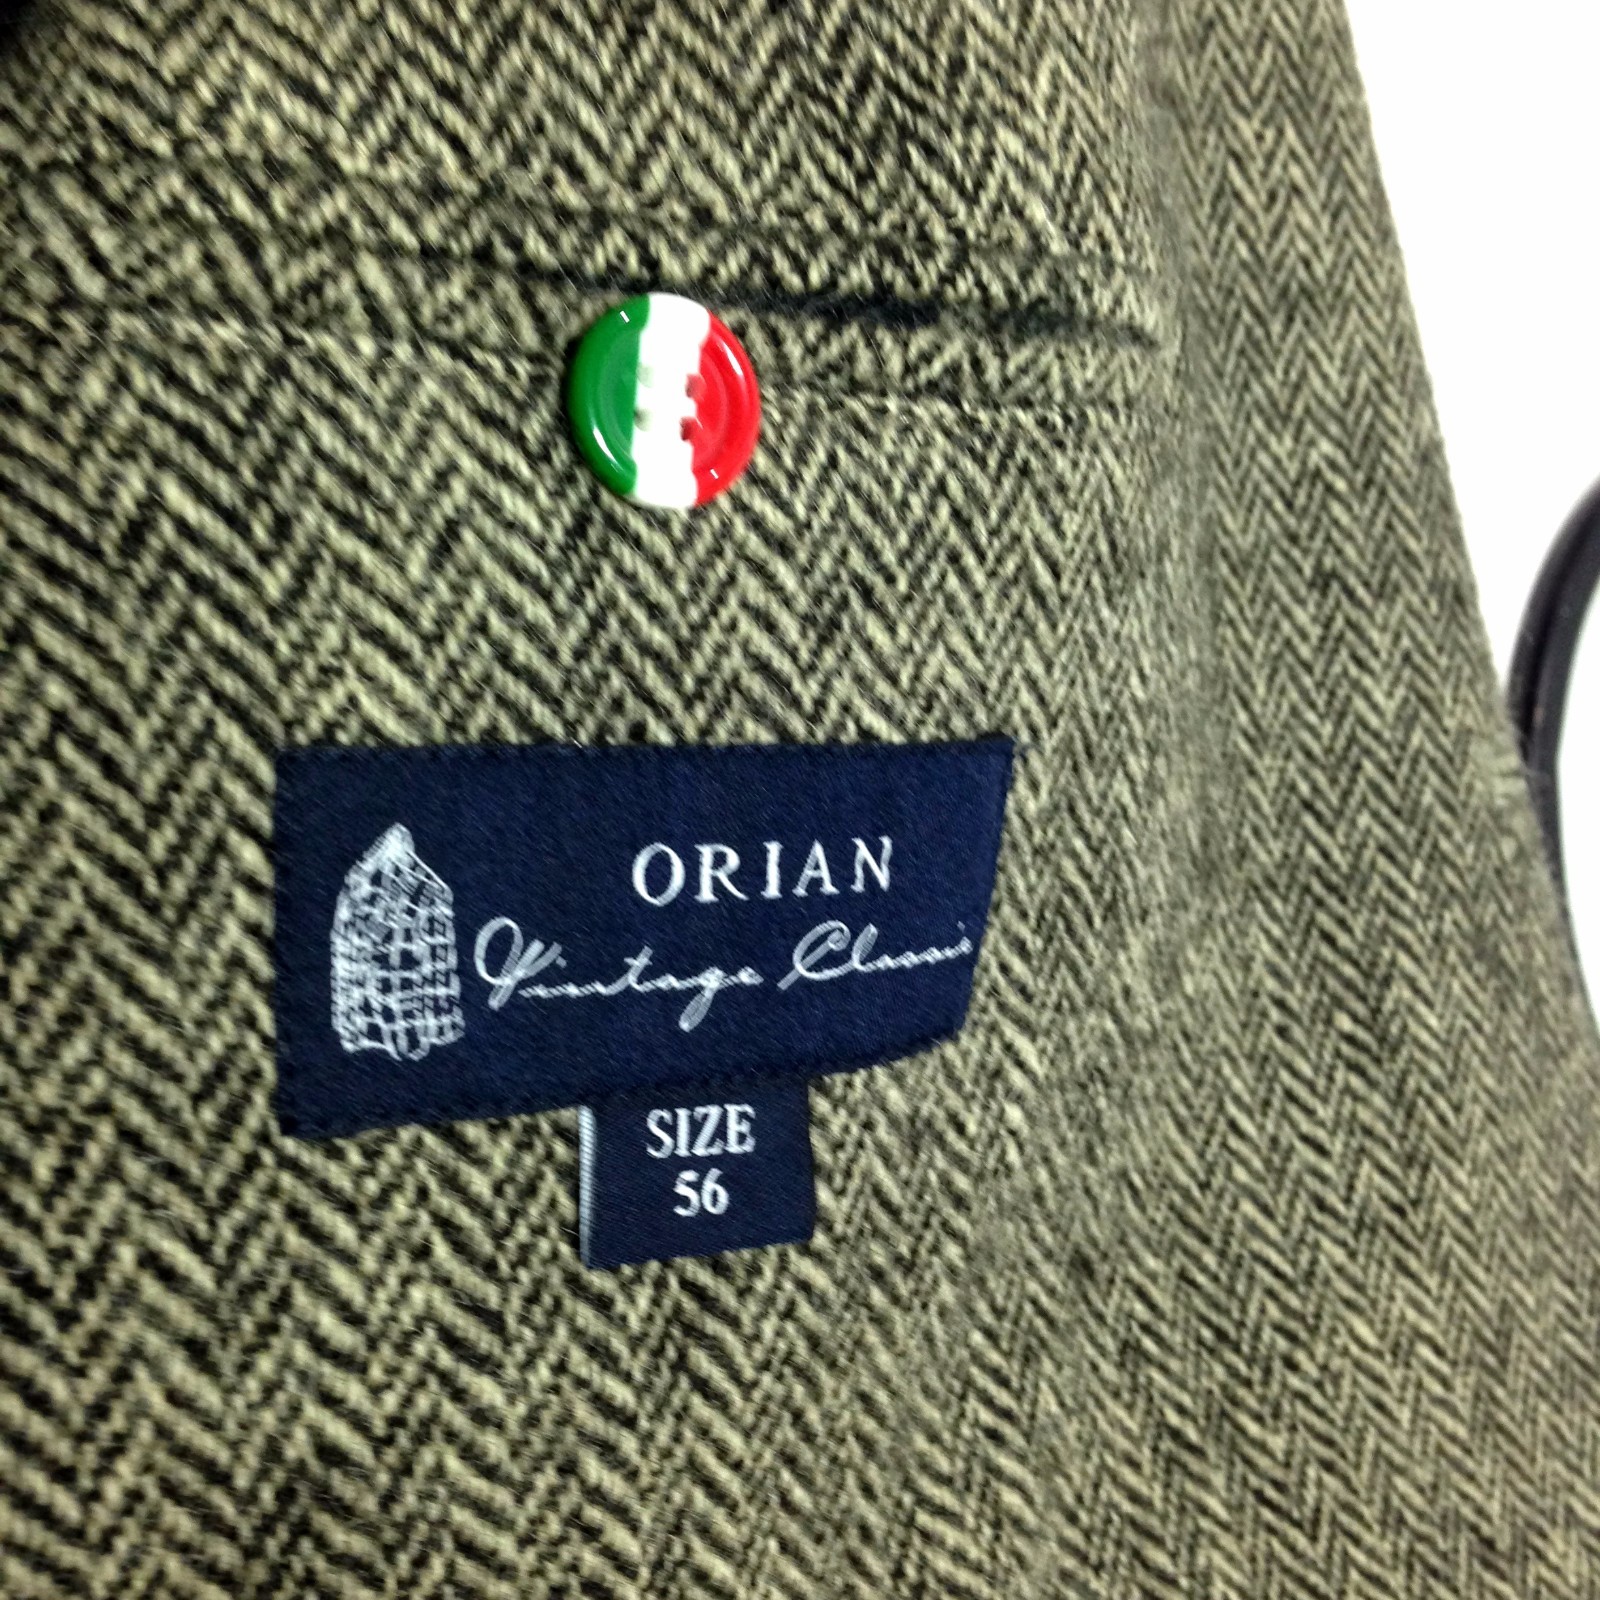 ORIAN
Vintage Classic
SIZE
56